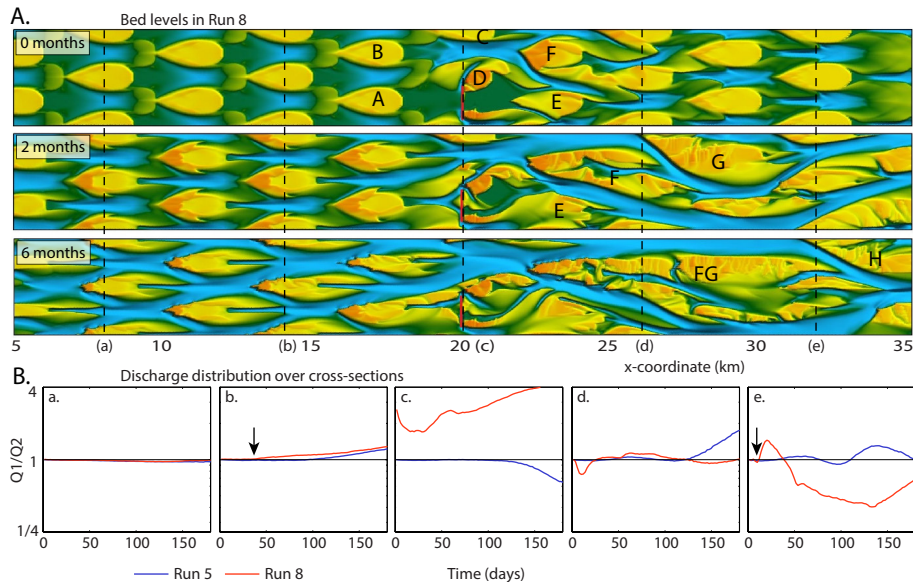 A.
Bed levels in Run 8
0 months
A
B
C
D
E
F
2 months
E
F
G
6 months
FG
H
5 (a) 10 (b) 15 20 (c) 25 (d) 30 (e) 35
x-coordinate (km)
B.
Discharge distribution over cross-sections
Q1/Q2
4
1
1/4
a.
b.
c.
d.
e.
0 50 100 150 0 50 100 150 0 50 100 150 0 50 100 150 0 50 100 150
Run 5 Run 8 Time (days)